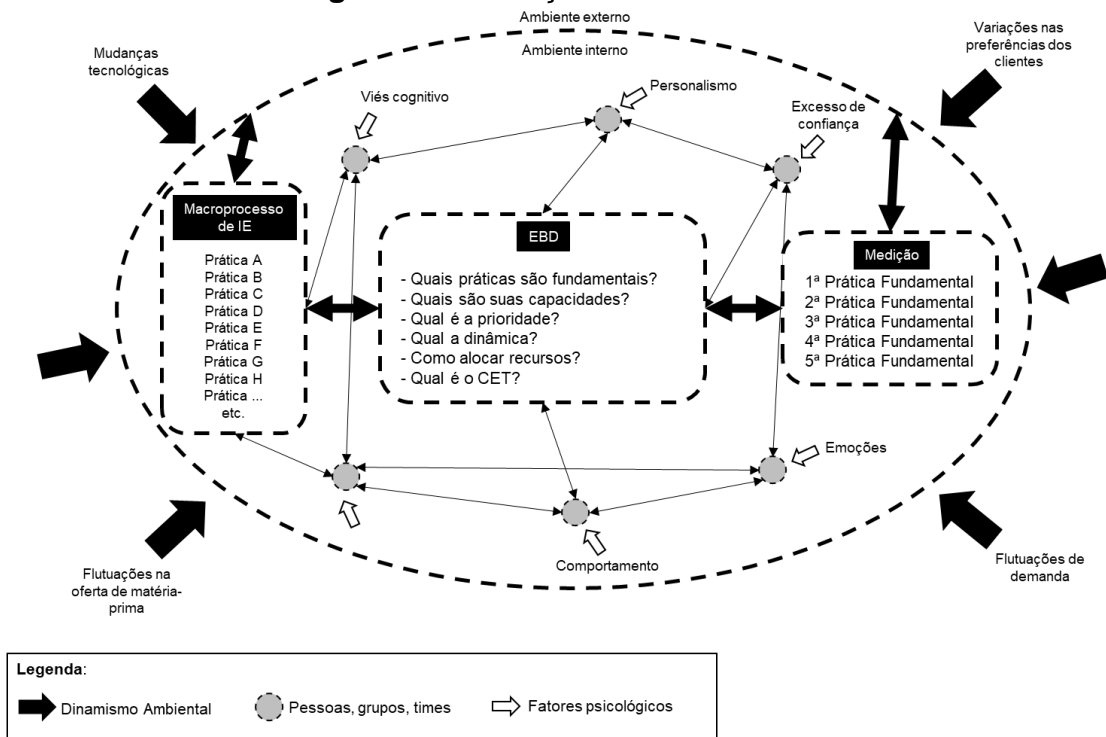 Ambiente externo
Ambiente interno
Mudanças
tecnológicas
Variações nas
preferências dos
clientes
Viés cognitivo
Personalismo
Excesso de
confiança
Macroprocesso
de IE
Prática A
Prática B
Prática C
Prática D
Prática E
Prática F
Prática G
Prática H
Prática ...
etc.
EBD
- Quais práticas são fundamentais?
- Quais são suas capacidades?
- Qual é a prioridade?
- Qual a dinâmica?
- Como alocar recursos?
- Qual é o CET?
Medição
1ª Prática Fundamental
2ª Prática Fundamental
3ª Prática Fundamental
4ª Prática Fundamental
5ª Prática Fundamental
Emoções
Comportamento
Flutuações na
oferta de matéria-
prima
Flutuações de
demanda
Legenda:
Dinamismo Ambiental
Pessoas, grupos, times
Fatores psicológicos